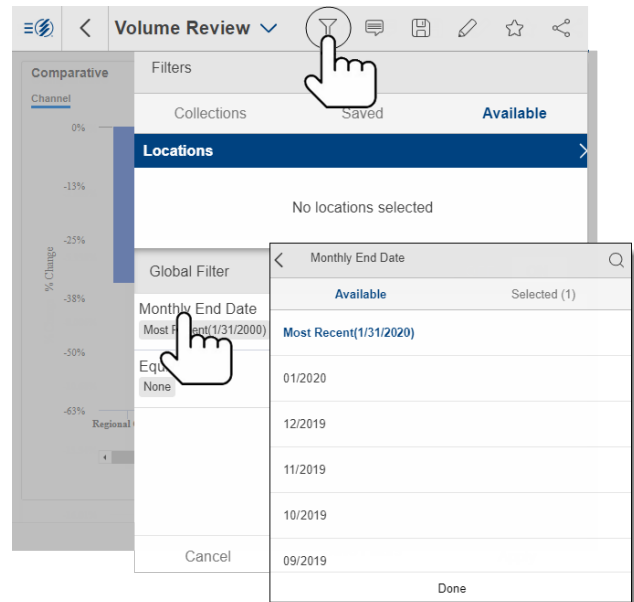 Volume Review
Comparative
Channel
0%
-13%
-25%
% Change
-38%
-50%
-63%
Regional
Filters
Collections
Saved
Available
Locations
No locations selected
Global Filter
Monthly End Date
Most Recent(1/31/2000)
None
Cancel
Monthly End Date
Available
Selected (1)
Most Recent(1/31/2020)
01/2020
12/2019
11/2019
10/2019
09/2019
Done